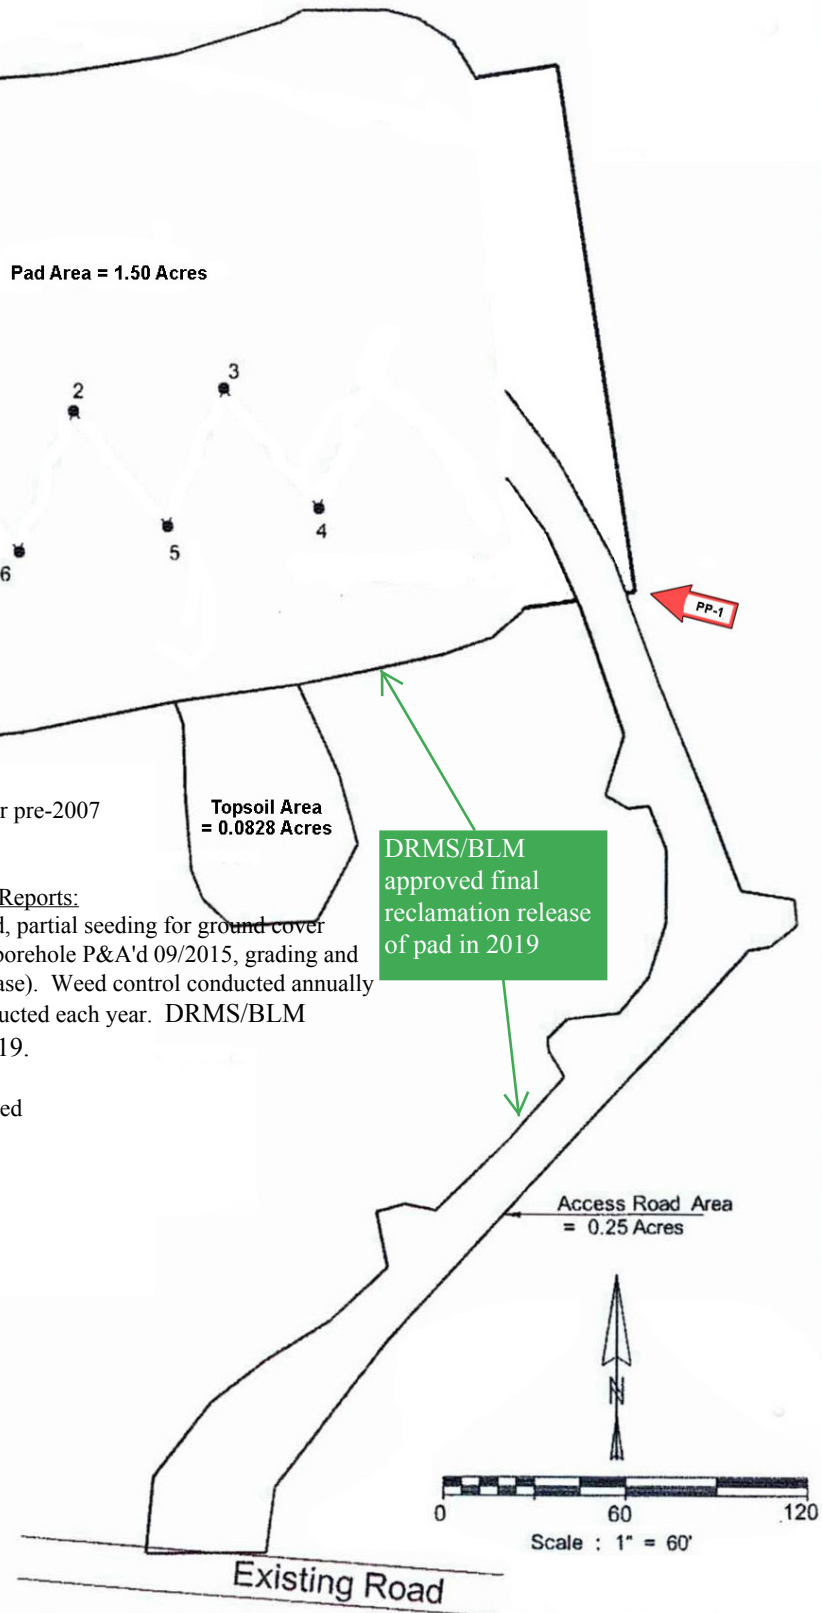 Pad Area = 1.50 Acres
3
2
4
5
6
PP-1
r pre-2007
Topsoil Area
= 0.0828 Acres
DRMS/BLM
approved final
reclamation release
of pad in 2019
Reports:
d, partial seeding for ground cover
borehole P&A'd 09/2015, grading and
ase). Weed control conducted annually
ucted each year. DRMS/BLM
19.
ed
Access Road Area
= 0.25 Acres
N
0 60 120
Scale : 1" = 60'
Existing Road